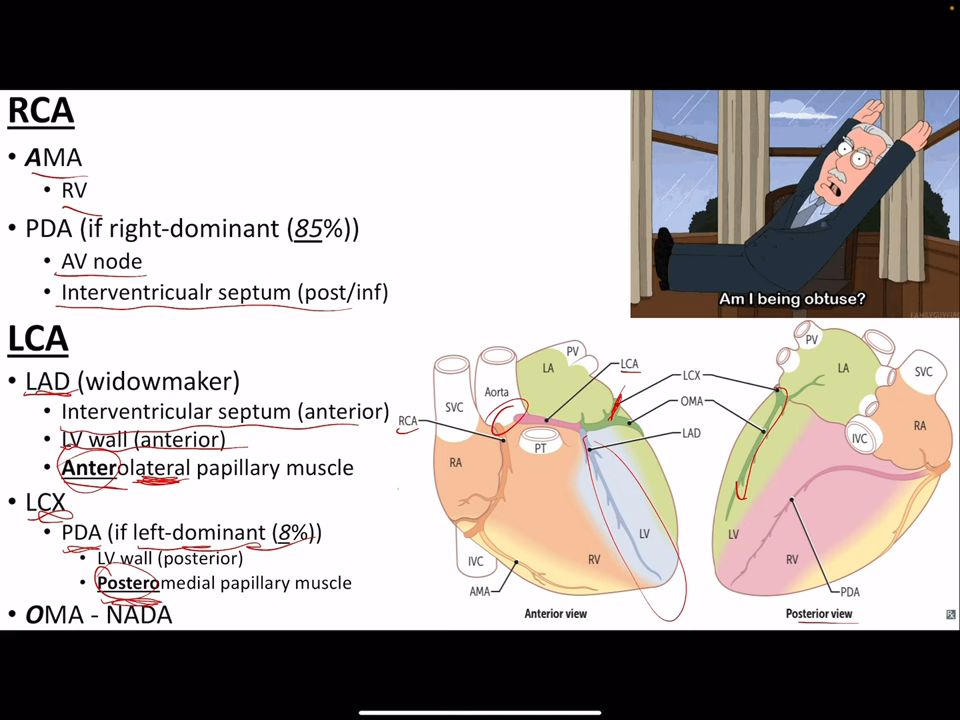 RCA
• AMA
• RV
• PDA (if right-dominant (85%))
• AV node
• Interventricualr septum (post/inf)
LCA
• LAD (widowmaker)
• Interventricular septum (anterior)
• LV wall (anterior)
• Anterolateral papillary muscle
• LCX
• PDA (if left-dominant (8%))
• LV wall (posterior)
• Posteromedial papillary muscle
• OMA - NADA
Am I being obtuse?
PV
LA
LCA
LCX
Aorta
SVC
OMA
RCA
LAD
PT
RA
LV
IVC
RV
AMA
Anterior view
PV
LA
SVC
RA
IVC
LV
RV
PDA
Posterior view